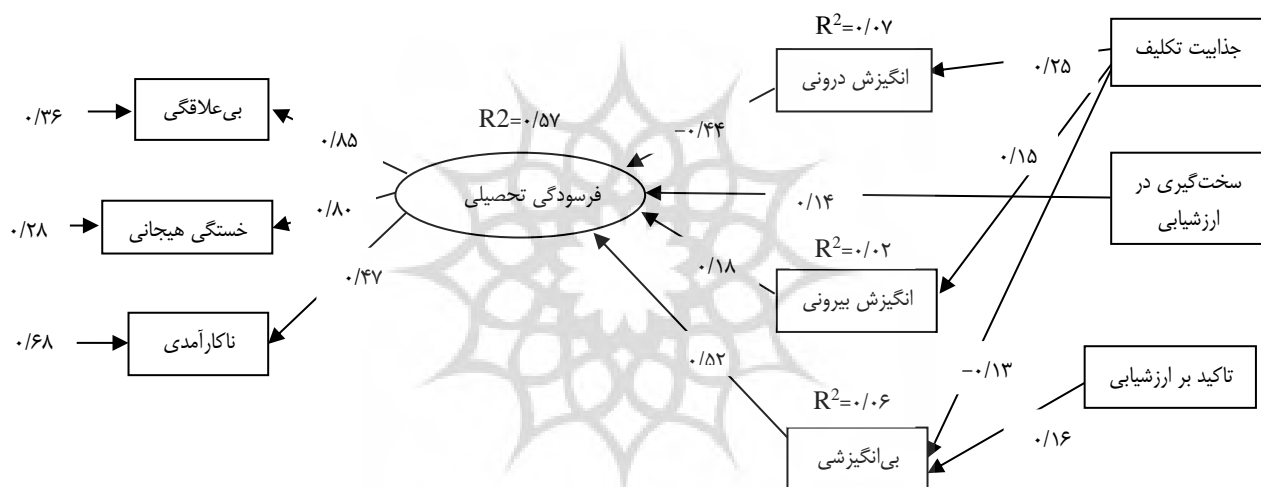 جذابیت تکلیف
سخت‌گیری در
ارزشیابی
تاکید بر ارزشیابی
۰/۲۵
۰/۱۵
-۰/۱۳
۰/۱۶
R²=۰/۰۷
انگیزش درونی
R²=۰/۰۲
انگیزش بیرونی
R²=۰/۰۶
بی‌انگیزشی
-۰/۴۴
۰/۱۴
۰/۱۸
۰/۵۲
R2=۰/۵۷
فرسودگی تحصیلی
۰/۸۵
۰/۸۰
۰/۴۷
بی‌علاقگی
خستگی هیجانی
ناکارآمدی
۰/۳۶
۰/۲۸
۰/۶۸